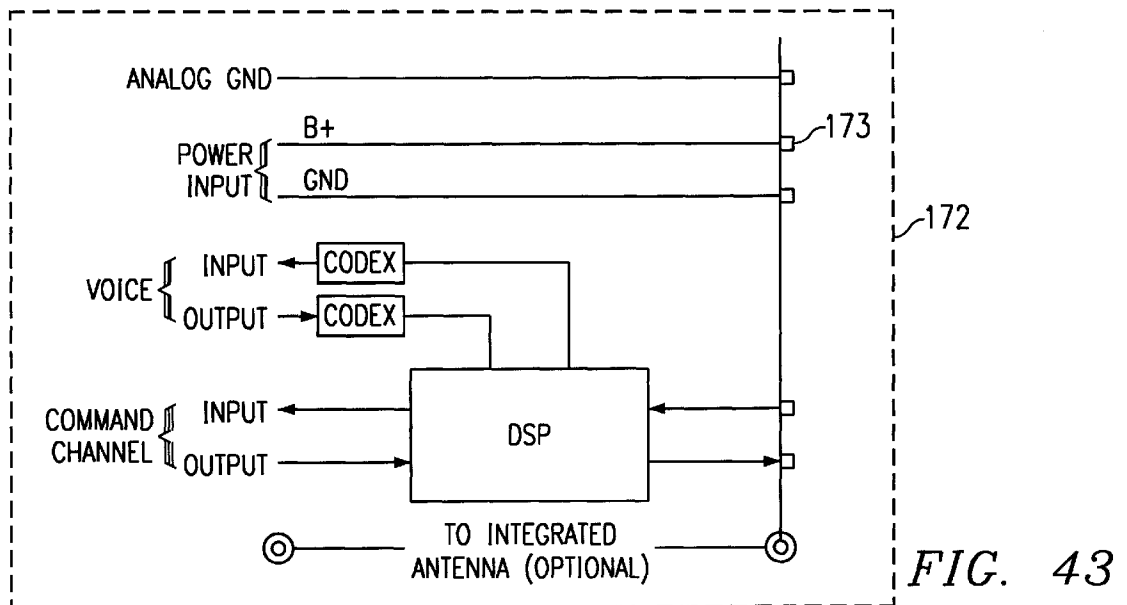 ANALOG GND
B+
173
POWER
INPUT
GND
172
INPUT
CODEX
VOICE
OUTPUT
CODEX
COMMAND
CHANNEL
INPUT
DSP
OUTPUT
TO INTEGRATED
ANTENNA (OPTIONAL)
FIG. 43